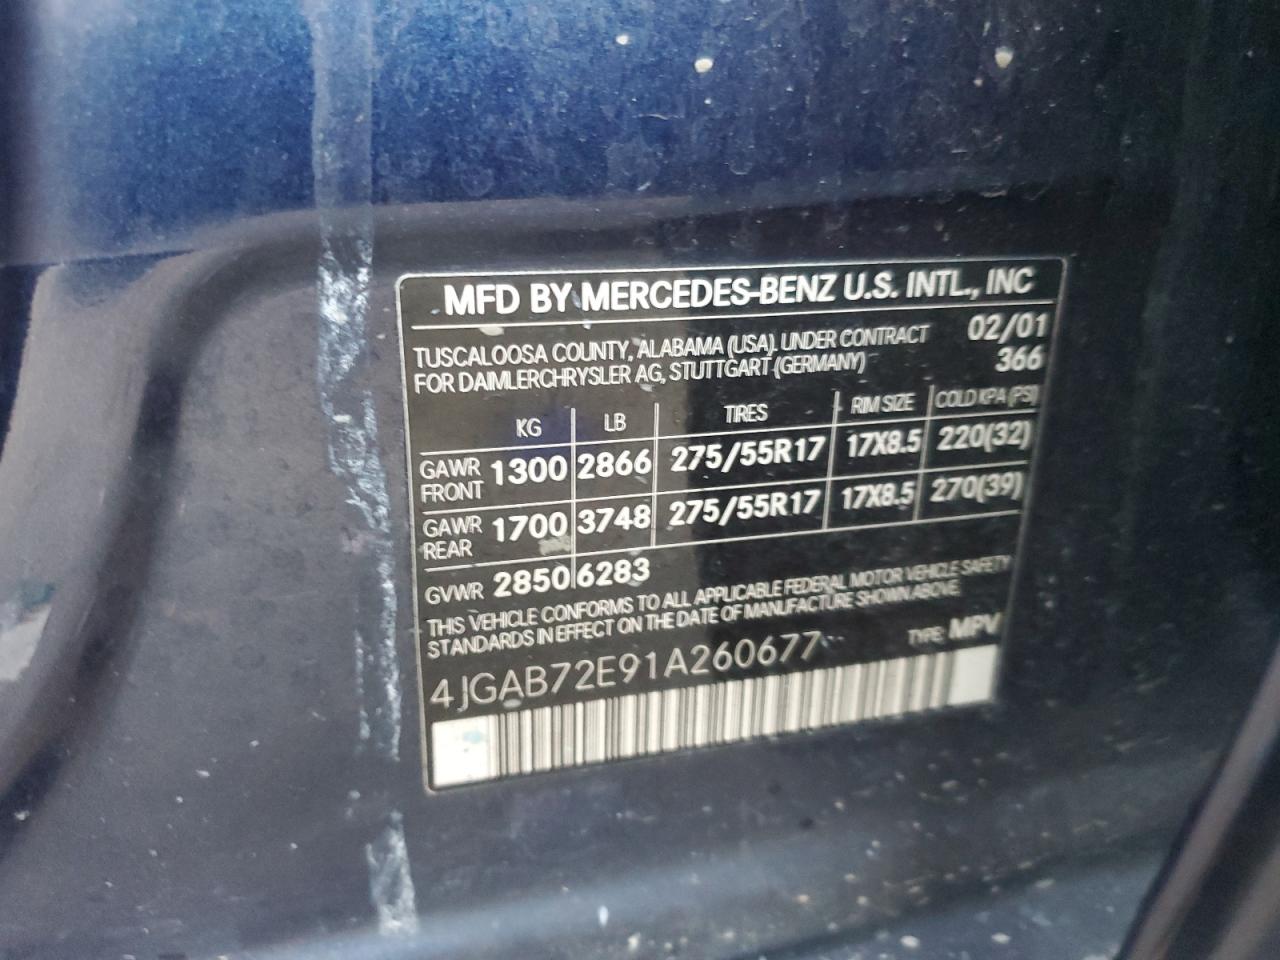 MFD BY MERCEDES-BENZ U.S. INTL., INC
TUSCALOOSA COUNTY, ALABAMA (USA). UNDER CONTRACT 02/01
FOR DAIMLERCHRYSLER AG, STUTTGART (GERMANY) 366
KG LB TIRES RIM SIZE COLD KPA (PSI)
GAWR FRONT 1300 2866 275/55R17 17X8.5 220(32)
GAWR REAR 1700 3748 275/55R17 17X8.5 270(39)
GVWR 2850 6283
THIS VEHICLE CONFORMS TO ALL APPLICABLE FEDERAL MOTOR VEHICLE SAFETY
STANDARDS IN EFFECT ON THE DATE OF MANUFACTURE SHOWN ABOVE.
4JGAB72E91A260677 TYPE: MPV